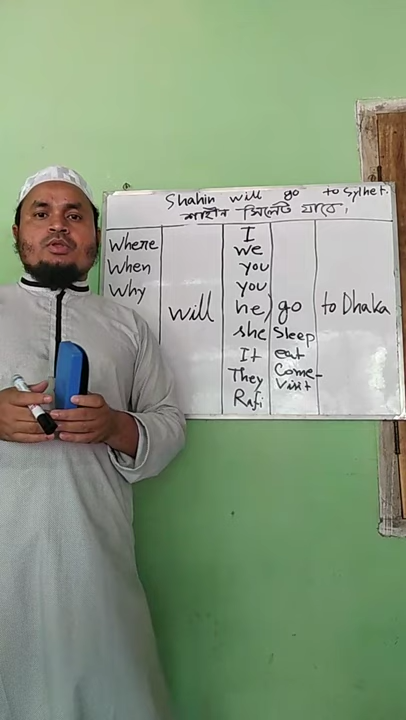 Shahin will go to Sylhet.
শাহীন সিলেট যাবে।
Where
When
Why
will
I
we
you
you
he,
she
It
They
Rafi
go
Sleep
eat
Come
Visit
to Dhaka